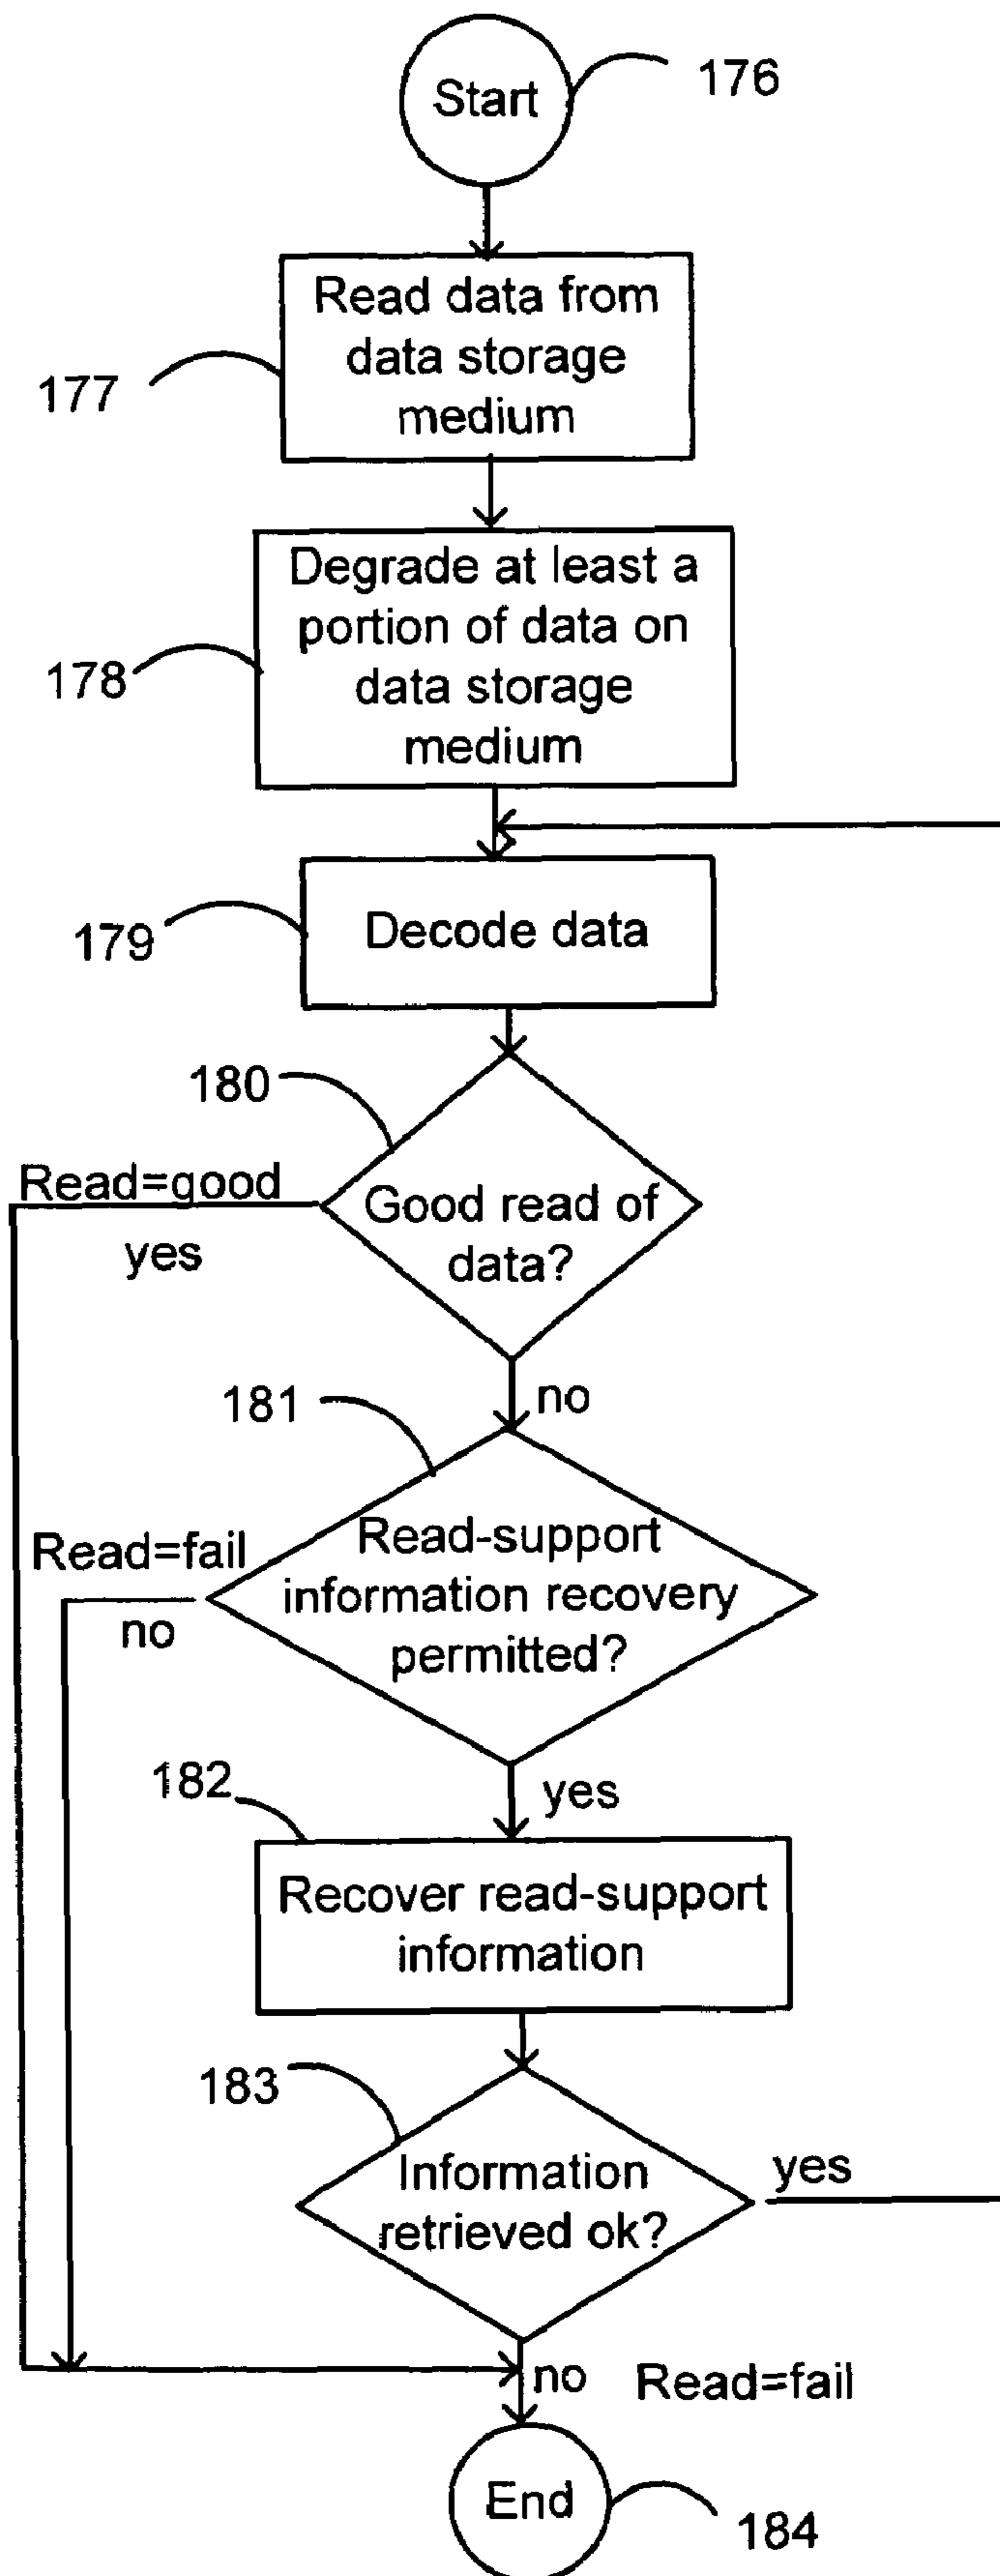 Start
176
Read data from
data storage
medium
177
Degrade at least a
portion of data on
data storage
medium
178
Decode data
179
180
Read=good
yes
Good read of
data?
no
181
Read=fail
no
Read-support
information recovery
permitted?
yes
182
Recover read-support
information
183
Information
retrieved ok?
yes
no
Read=fail
End
184